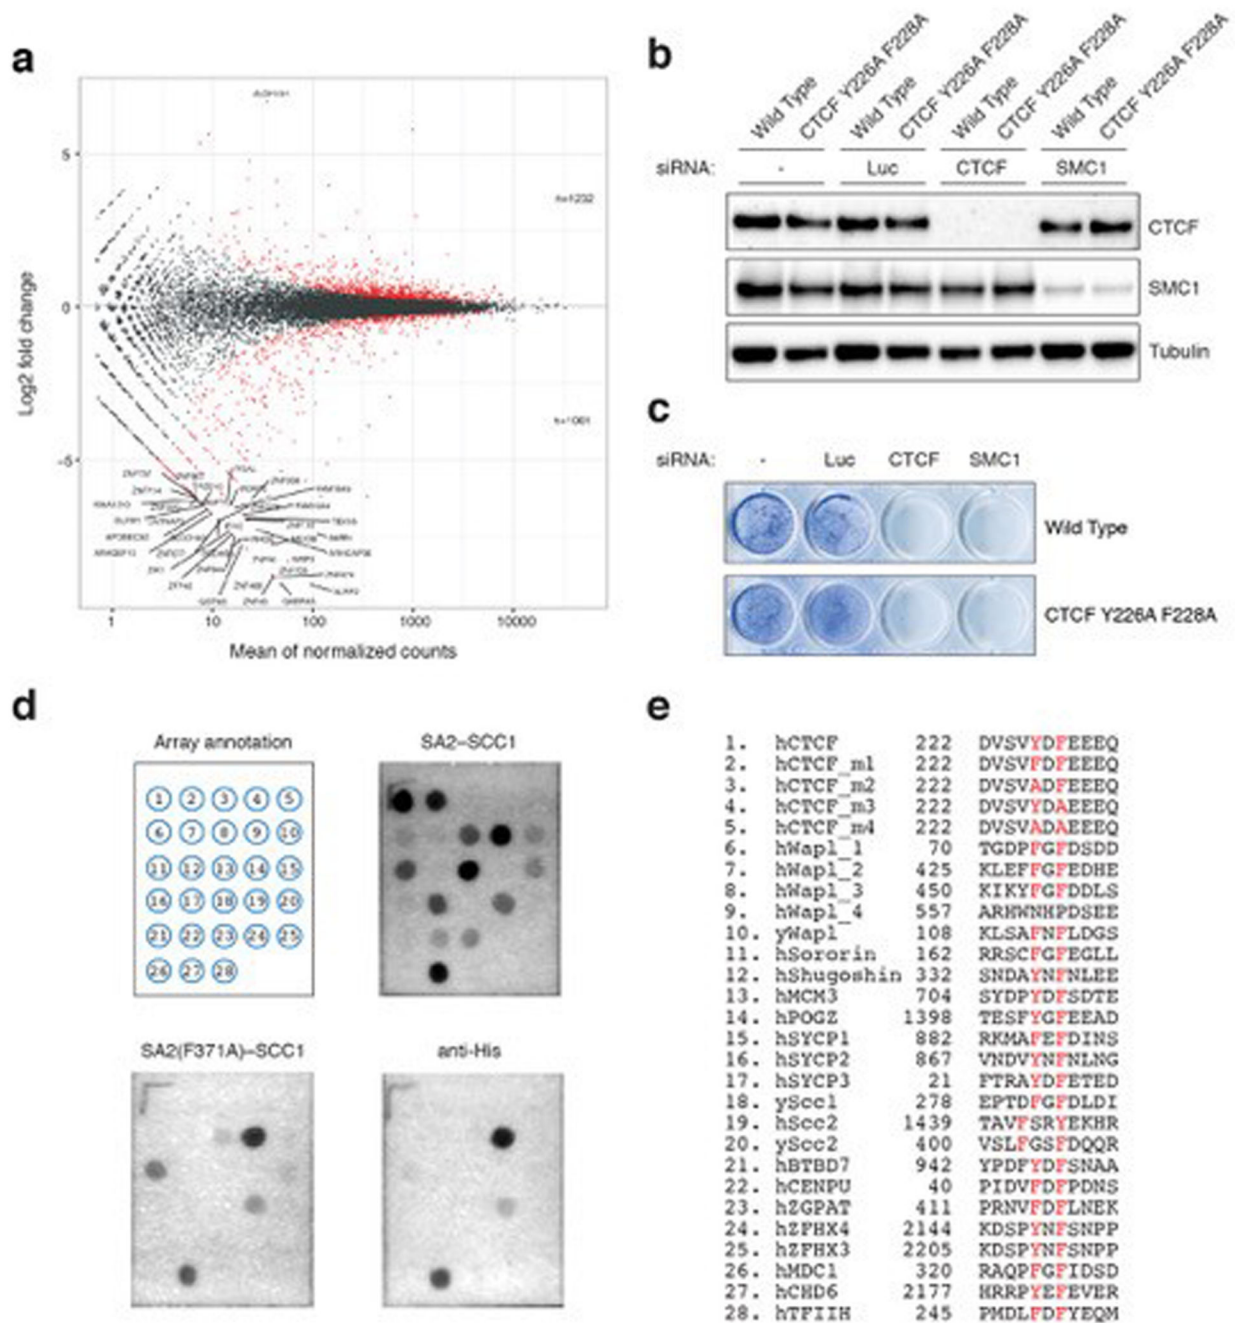 a
5
0
-5
Log2 fold change
1
10
100
1000
10000
Mean of normalized counts
b
Wild Type
CTCF Y226A F228A
Wild Type
CTCF Y226A F228A
Wild Type
CTCF Y226A F228A
Wild Type
CTCF Y226A F228A
siRNA: - Luc CTCF SMC1
CTCF
SMC1
Tubulin
c
siRNA: - Luc CTCF SMC1
Wild Type
CTCF Y226A F228A
d
Array annotation
1 2 3 4 5
6 7 8 9 10
11 12 13 14 15
16 17 18 19 20
21 22 23 24 25
26 27 28
SA2–SCC1
SA2(F371A)–SCC1
anti-His
e
1. hCTCF 222 DVSVYDFEEEQ
2. hCTCF_m1 222 DVSVFDFEEEQ
3. hCTCF_m2 222 DVSVADFEEEQ
4. hCTCF_m3 222 DVSVYDAEEEQ
5. hCTCF_m4 222 DVSVADAEEEQ
6. hWapl_1 70 TGDPFGFDSDD
7. hWapl_2 425 KLEFFGFEDHE
8. hWapl_3 450 KIKYFGFDDLS
9. hWapl_4 557 ARHWNHPDSEE
10. yWapl 108 KLSAFNFLDGS
11. hSororin 162 RRSCFGFEGLL
12. hShugoshin 332 SNDAYNFNLEE
13. hMCM3 704 SYDPYDFSDTE
14. hPOGZ 1398 TESFYGFEEAD
15. hSYCP1 882 RKMAFEFDINS
16. hSYCP2 867 VNDVYNFNLNG
17. hSYCP3 21 FTRAYDFETED
18. yScc1 278 EPTDFGFDLDI
19. hScc2 1439 TAVFSRYEKHR
20. yScc2 400 VSLFGSFDQQR
21. hBTBD7 942 YPDFYDFSNAA
22. hCENPU 40 PIDVFDFPDNS
23. hZGPAT 411 PRNVFDFLNEK
24. hZFHX4 2144 KDSPYNFSNPP
25. hZFHX3 2205 KDSPYNFSNPP
26. hMDC1 320 RAQPFGFIDSD
27. hCHD6 2177 HRRPYEFEVER
28. hTFIIH 245 PMDLFDFYEQM